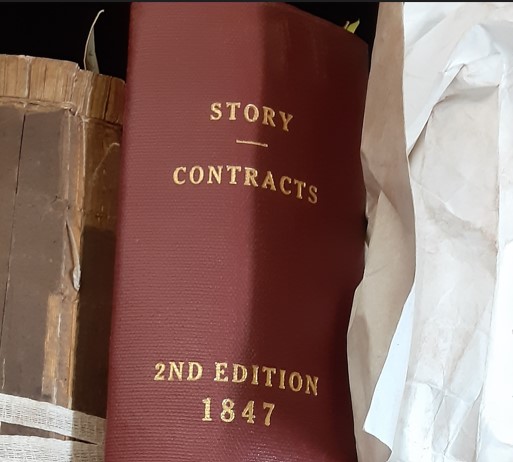 STORY
CONTRACTS
2ND EDITION
1847